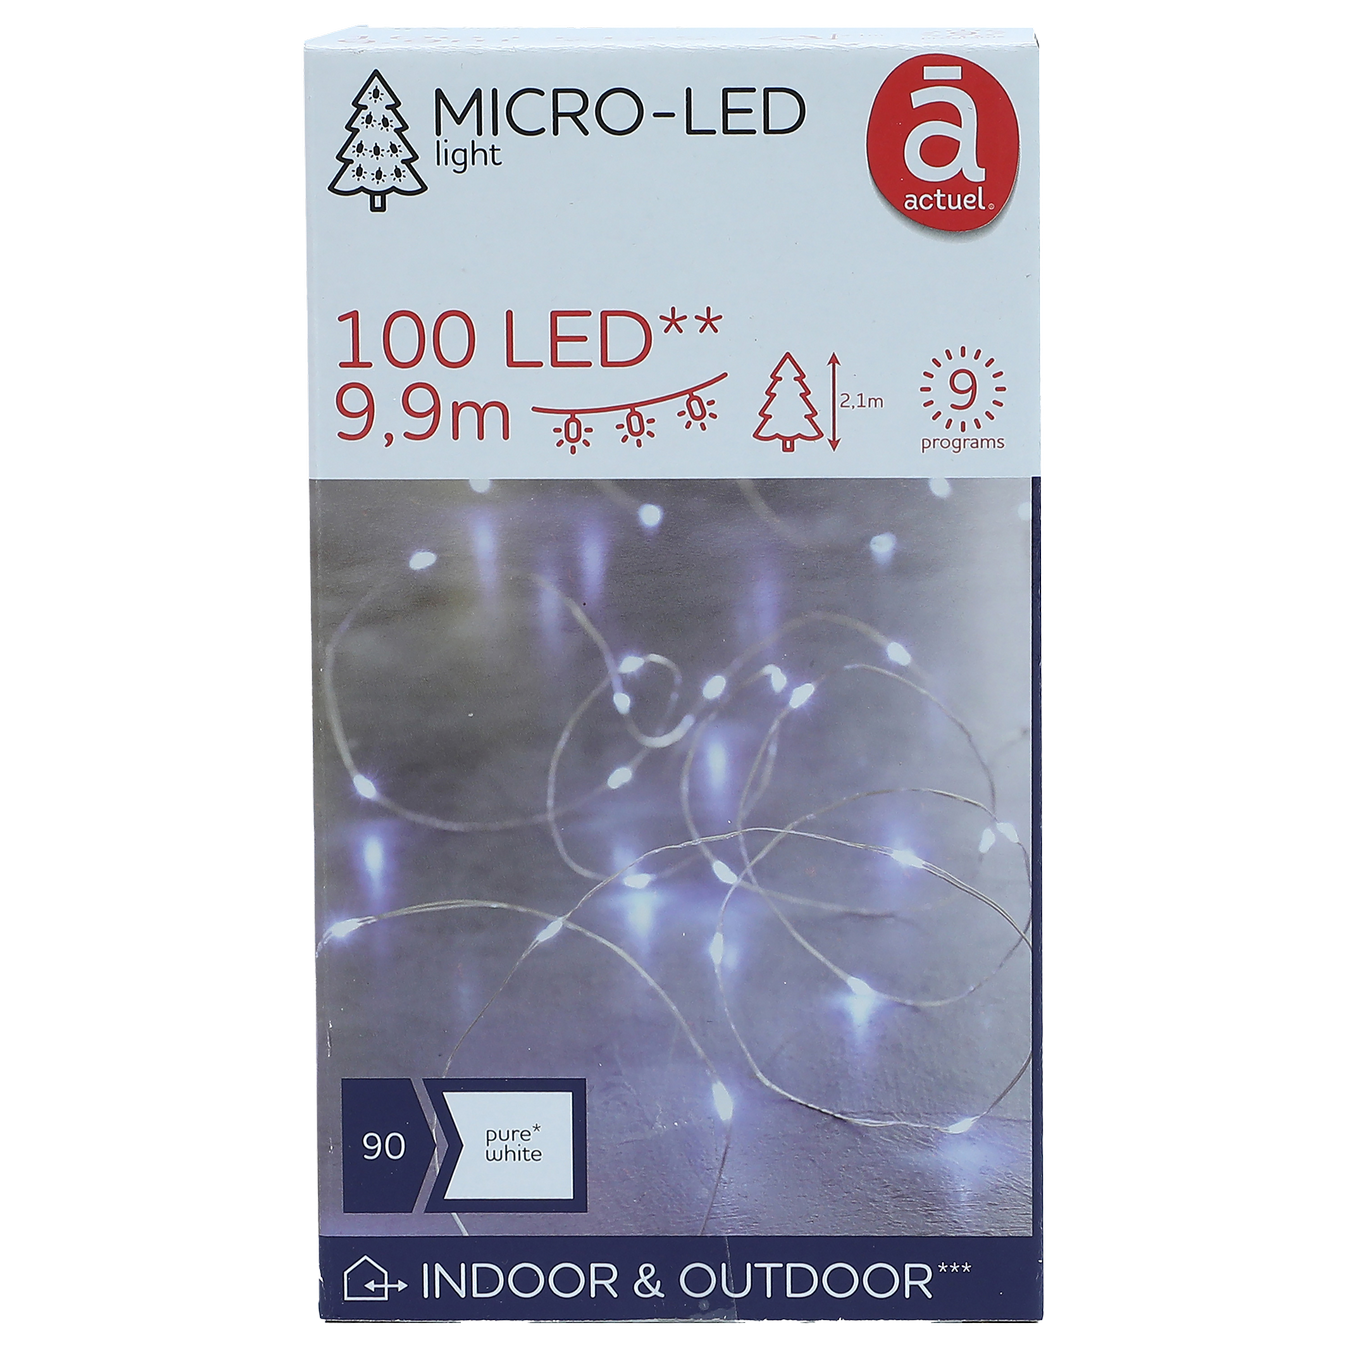 MICRO-LED
light
ā
actuel
100 LED**
9,9m
2,1m
9
programs
90
pure*
white
INDOOR & OUTDOOR***